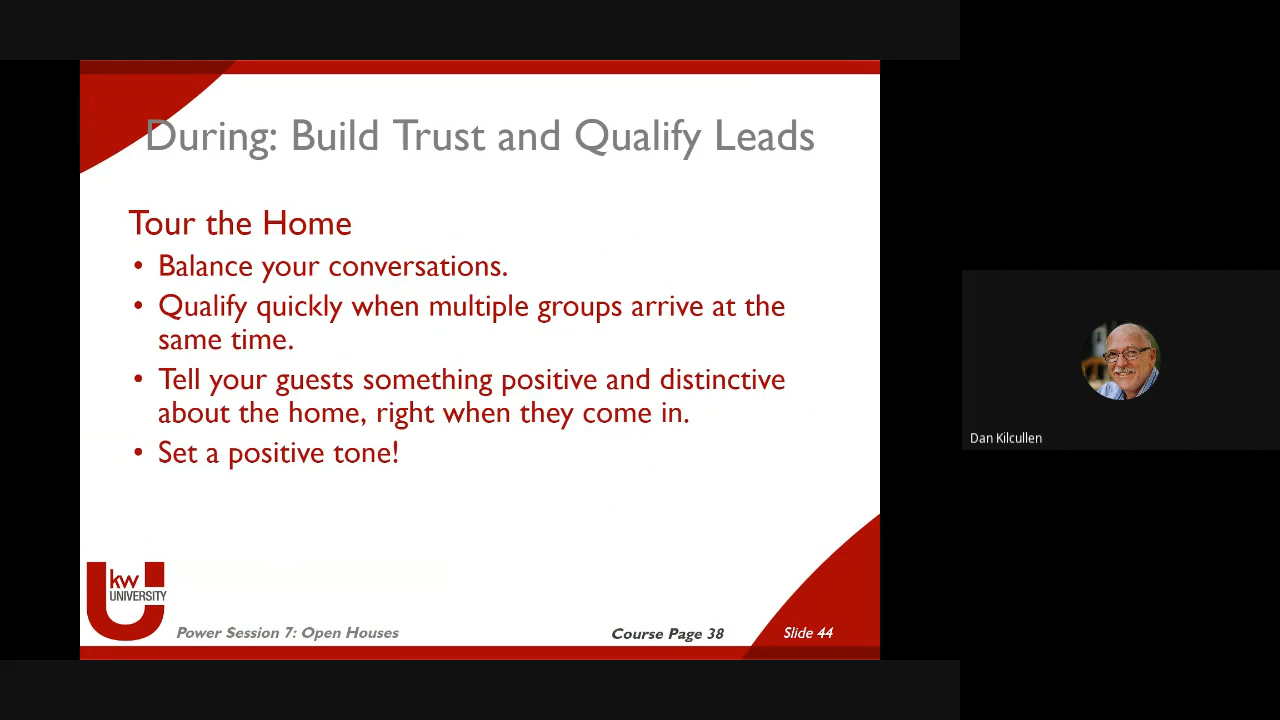 During: Build Trust and Qualify Leads
Tour the Home
• Balance your conversations.
• Qualify quickly when multiple groups arrive at the
same time.
• Tell your guests something positive and distinctive
about the home, right when they come in.
• Set a positive tone!
kw
UNIVERSITY
Power Session 7: Open Houses
Course Page 38
Slide 44
Dan Kilcullen